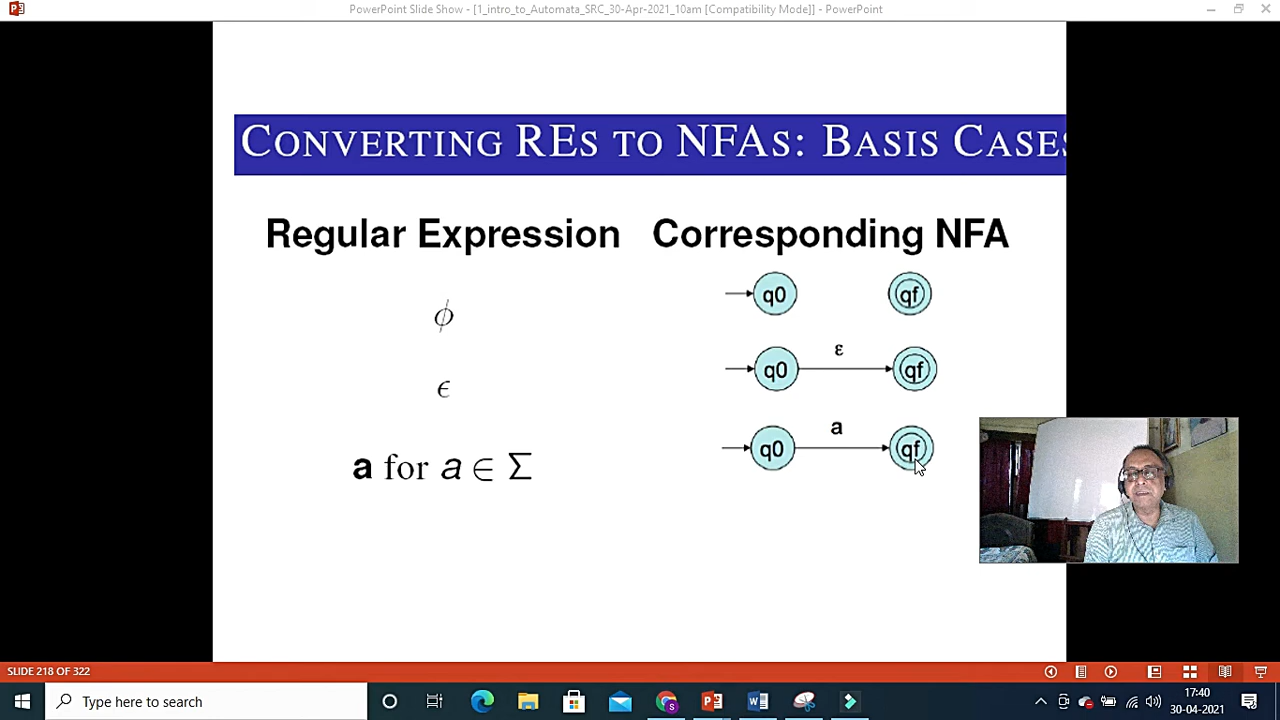 PowerPoint Slide Show - [1_intro_to_Automata_SRC_30-Apr-2021_10am [Compatibility Mode]] - PowerPoint
CONVERTING RES TO NFAS: BASIS CASES
Regular Expression Corresponding NFA
ϕ
q0 qf
ϵ
q0 ε qf
a for a ∈ Σ
q0 a qf
SLIDE 218 OF 322
Type here to search
17:40
30-04-2021